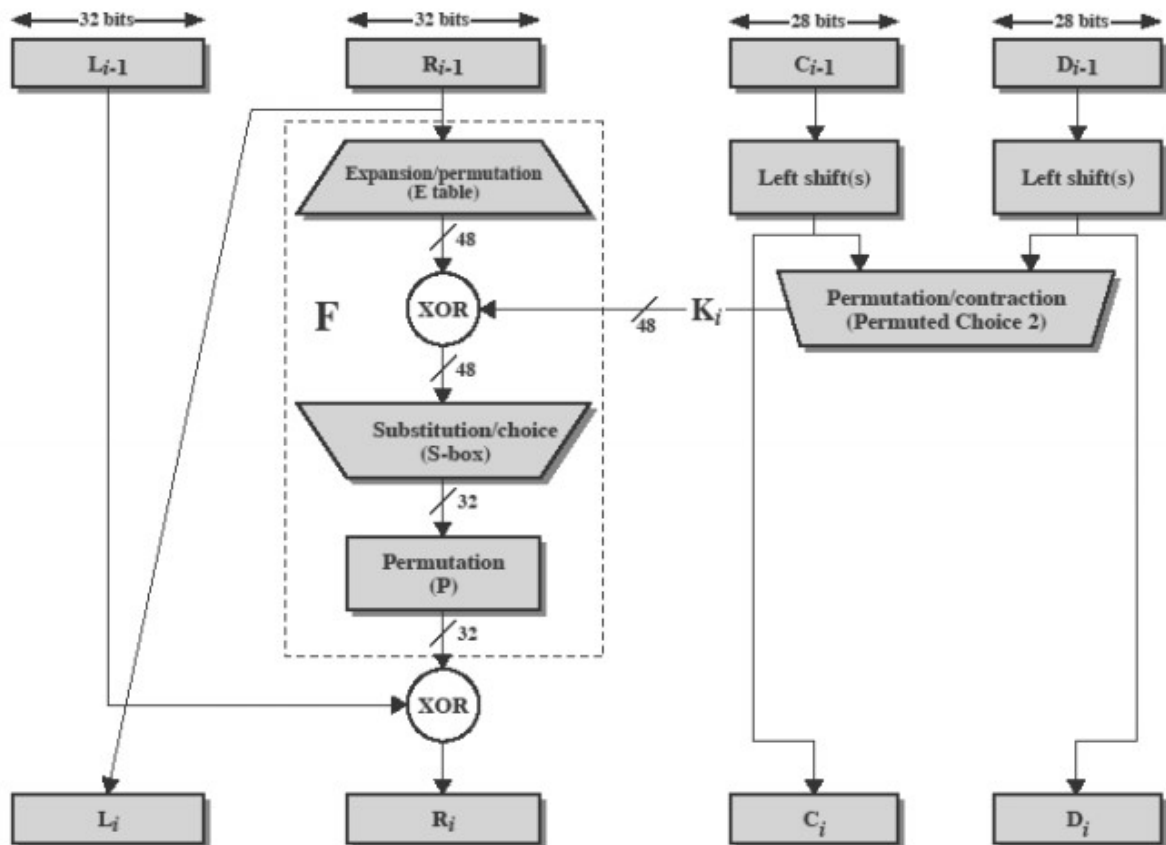 32 bits
32 bits
28 bits
28 bits
Li-1
Ri-1
Ci-1
Di-1
Expansion/permutation
(E table)
Left shift(s)
Left shift(s)
48
F
XOR
48
Ki
Permutation/contraction
(Permuted Choice 2)
48
Substitution/choice
(S-box)
32
Permutation
(P)
32
XOR
Li
Ri
Ci
Di